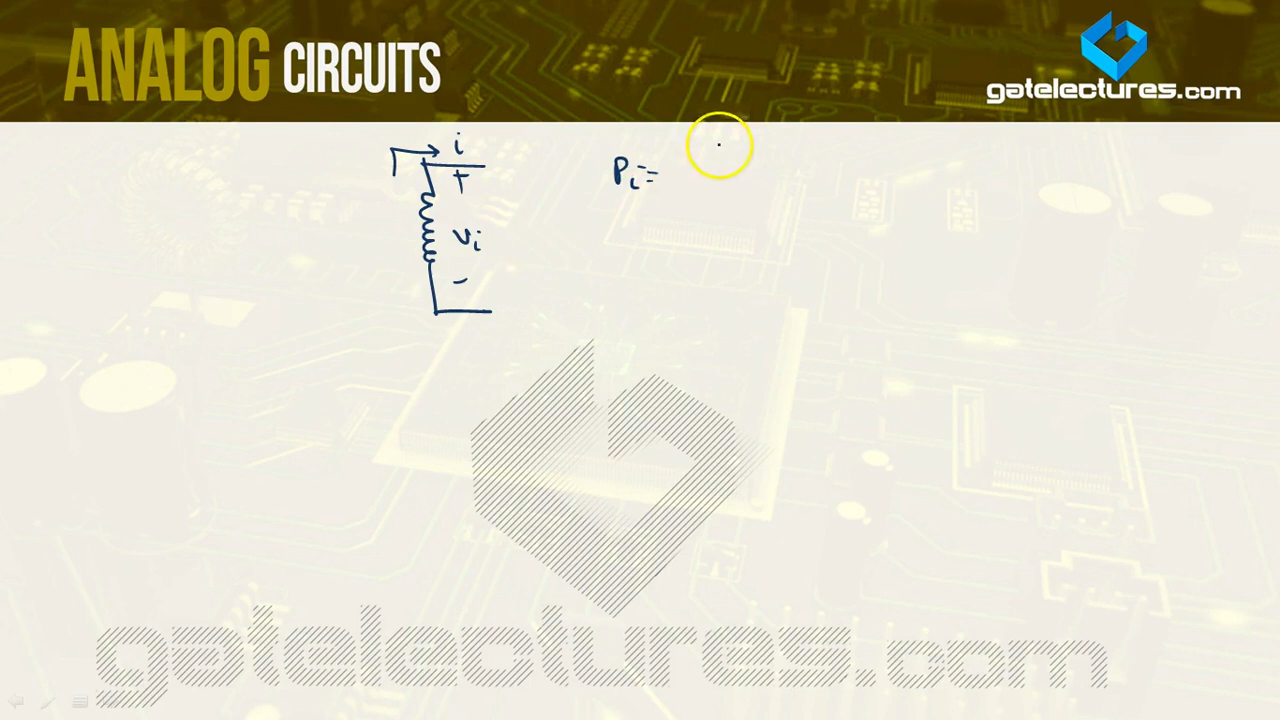 ANALOG CIRCUITS
gatelectures.com
i
+
Pi =
vi
-
gatelectures.com